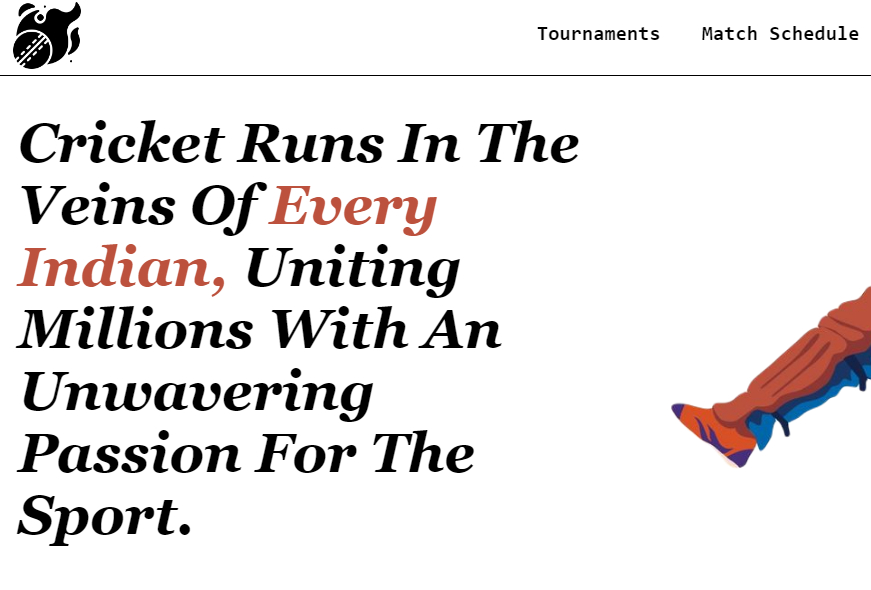 Tournaments Match Schedule
Cricket Runs In The
Veins Of Every
Indian, Uniting
Millions With An
Unwavering
Passion For The
Sport.